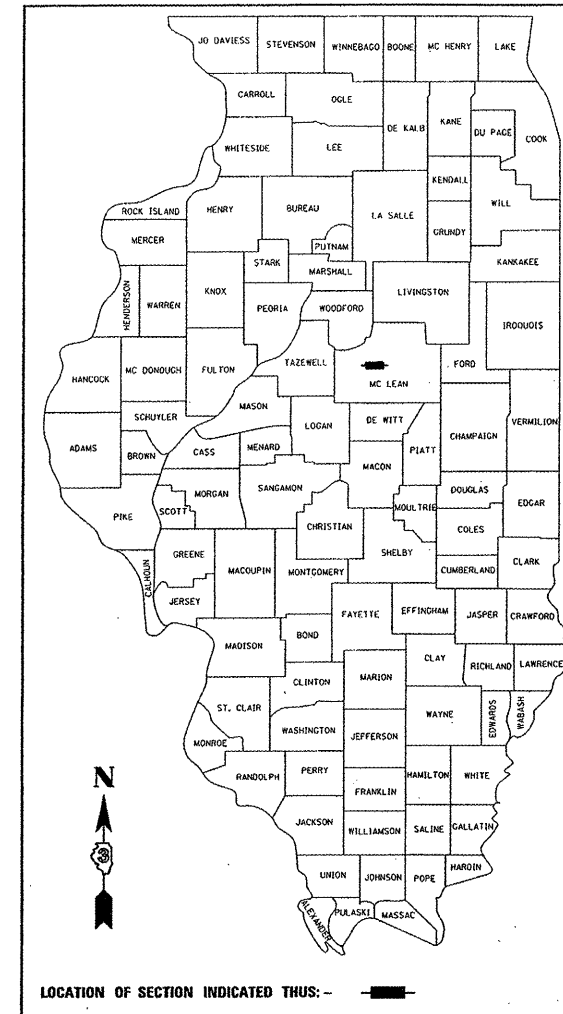 JO DAVIESS STEVENSON WINNEBAGO BOONE MC HENRY LAKE
CARROLL OGLE DE KALB KANE DU PAGE COOK
WHITESIDE LEE KENDALL WILL
ROCK ISLAND HENRY BUREAU LA SALLE GRUNDY
MERCER PUTNAM KANKAKEE
STARK MARSHALL
HENDERSON WARREN KNOX PEORIA WOODFORD LIVINGSTON IROQUOIS
HANCOCK MC DONOUGH FULTON TAZEWELL MC LEAN FORD
MASON
SCHUYLER LOGAN DE WITT VERMILION
ADAMS BROWN CASS MENARD MACON PIATT CHAMPAIGN
PIKE SCOTT MORGAN SANGAMON MOULTRIE DOUGLAS EDGAR
CHRISTIAN COLES
CALHOUN GREENE MACOUPIN MONTGOMERY SHELBY CUMBERLAND CLARK
JERSEY FAYETTE EFFINGHAM JASPER CRAWFORD
MADISON BOND CLAY RICHLAND LAWRENCE
CLINTON MARION
ST. CLAIR WAYNE EDWARDS WABASH
WASHINGTON JEFFERSON
MONROE
RANDOLPH PERRY HAMILTON WHITE
FRANKLIN
N
JACKSON WILLIAMSON SALINE GALLATIN
UNION JOHNSON POPE HARDIN
ALEXANDER PULASKI MASSAC
LOCATION OF SECTION INDICATED THUS: -